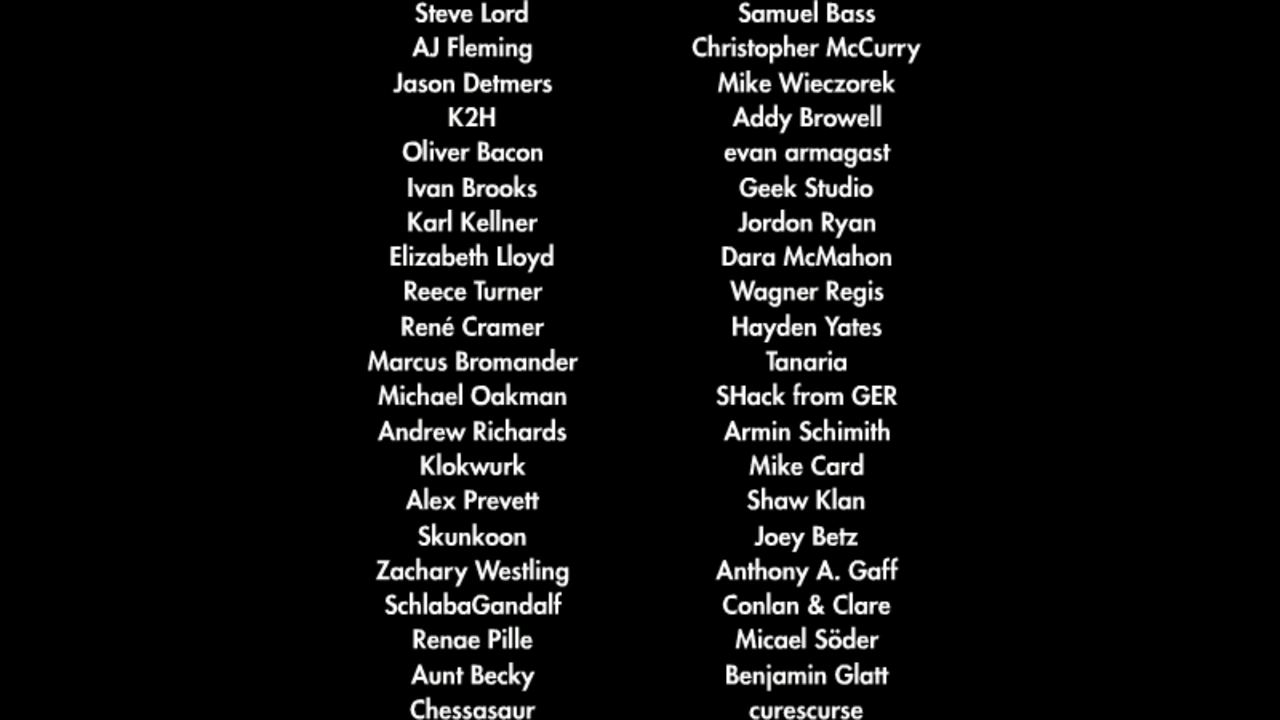 Steve Lord
AJ Fleming
Jason Detmers
K2H
Oliver Bacon
Ivan Brooks
Karl Kellner
Elizabeth Lloyd
Reece Turner
René Cramer
Marcus Bromander
Michael Oakman
Andrew Richards
Klokwurk
Alex Prevett
Skunkoon
Zachary Westling
SchlabaGandalf
Renae Pille
Aunt Becky
Chessasaur
Samuel Bass
Christopher McCurry
Mike Wieczorek
Addy Browell
evan armagast
Geek Studio
Jordon Ryan
Dara McMahon
Wagner Regis
Hayden Yates
Tanaria
SHack from GER
Armin Schimith
Mike Card
Shaw Klan
Joey Betz
Anthony A. Gaff
Conlan & Clare
Micael Söder
Benjamin Glatt
curescurse